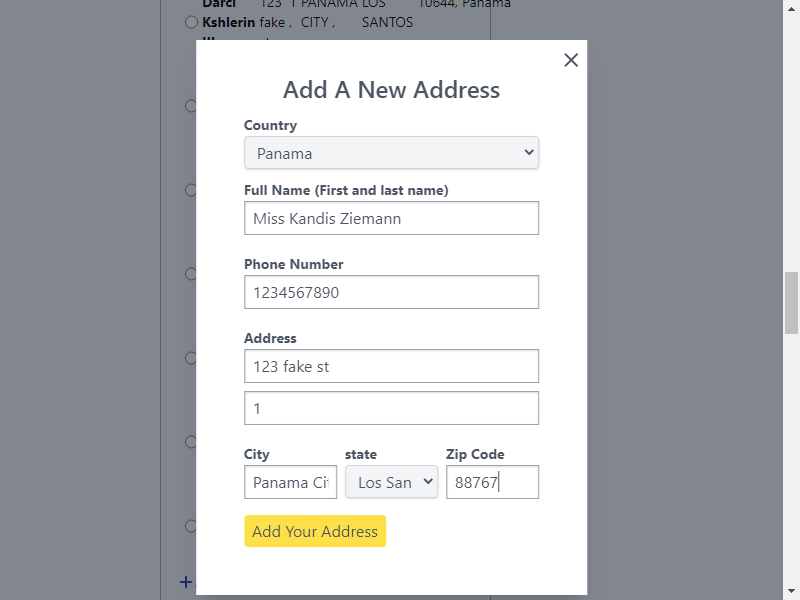 Darci 123 1 PANAMA LOS 10644, Panama
Kshlerin fake , CITY , SANTOS
Add A New Address
Country
Panama
Full Name (First and last name)
Miss Kandis Ziemann
Phone Number
1234567890
Address
123 fake st
1
City state Zip Code
Panama Ci Los San 88767
Add Your Address